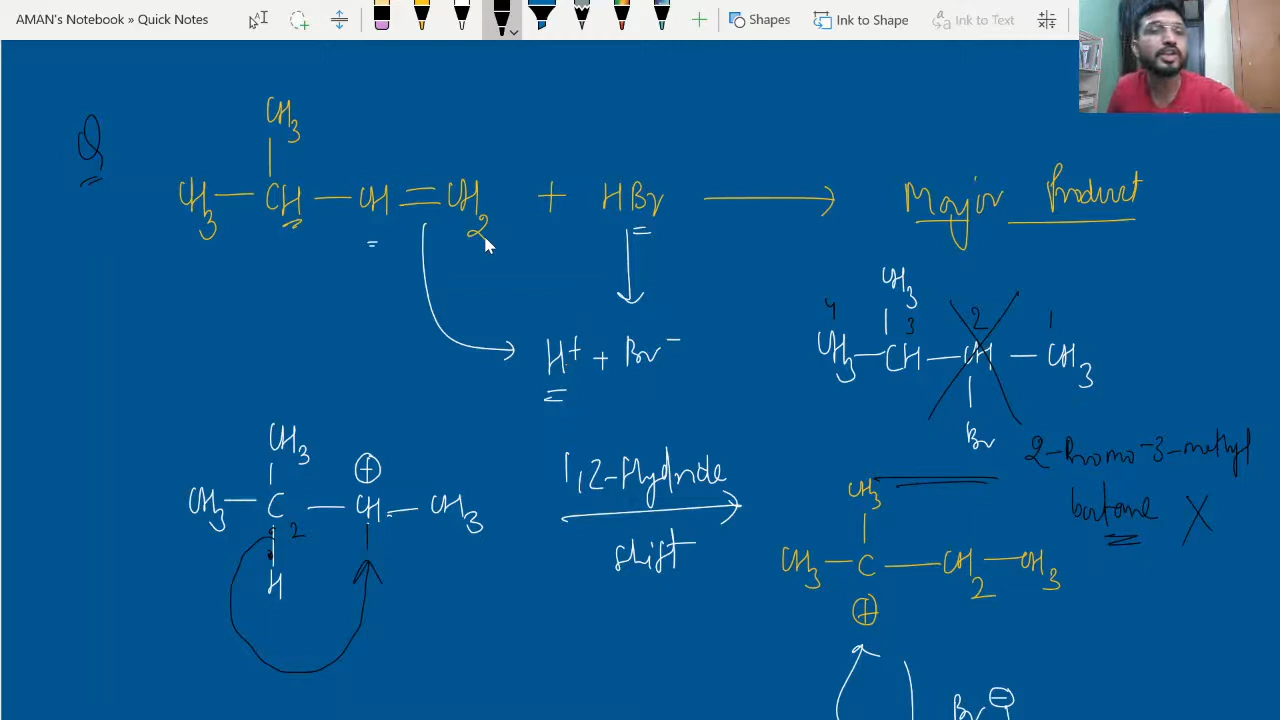 AMAN's Notebook » Quick Notes
Shapes
Ink to Shape
Ink to Text
Q
CH3
CH3 — CH — CH = CH2 + HBr ⟶ Major Product
H+ + Br−
CH3
4 3 2 1
CH3 — CH — CH — CH3
Br
2-Bromo-3-methyl
butane X
CH3 ⊕
CH3 — C — CH — CH3
2
H
1,2-Hydride
shift
CH3
CH3 — C — CH2 — CH3
⊕
Br⊖